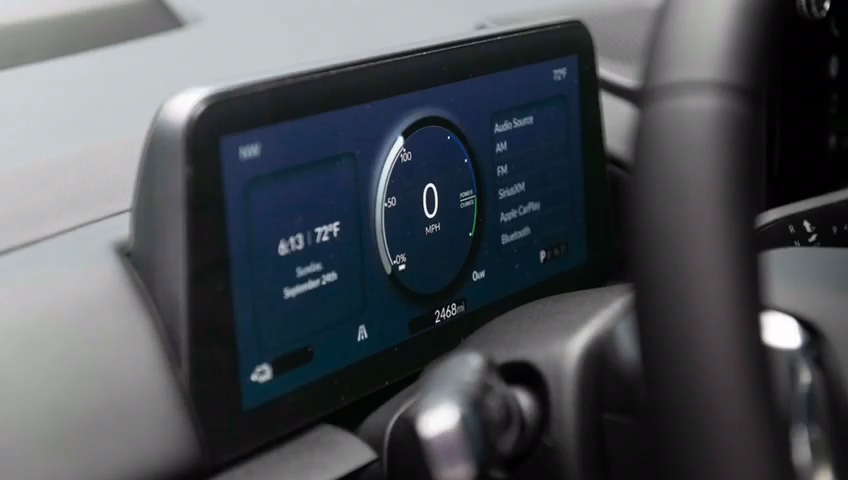 NW
72°F
6:13 | 72°F
Sunday,
September 24th
100
50
0%
0
MPH
POWER
CHARGE
Audio Source
AM
FM
SiriusXM
Apple CarPlay
Bluetooth
0kW
P R N D
2468mi
R
N
P